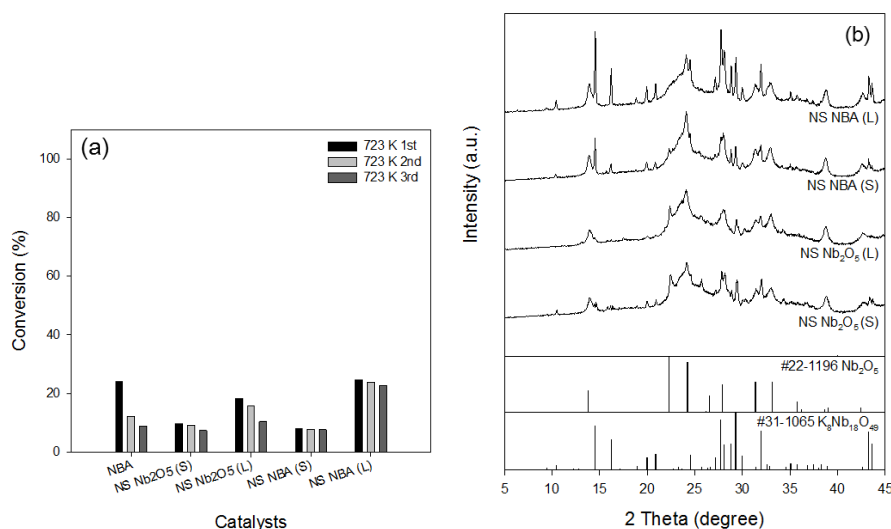 (a)
723 K 1st
723 K 2nd
723 K 3rd
Conversion (%)
100
80
60
40
20
0
NBA
NS Nb2O5 (S)
NS Nb2O5 (L)
NS NBA (S)
NS NBA (L)
Catalysts
(b)
Intensity (a.u.)
NS NBA (L)
NS NBA (S)
NS Nb₂O₅ (L)
NS Nb₂O₅ (S)
#22-1196 Nb₂O₅
#31-1065 K₈Nb₁₈O₄₉
5 10 15 20 25 30 35 40 45
2 Theta (degree)